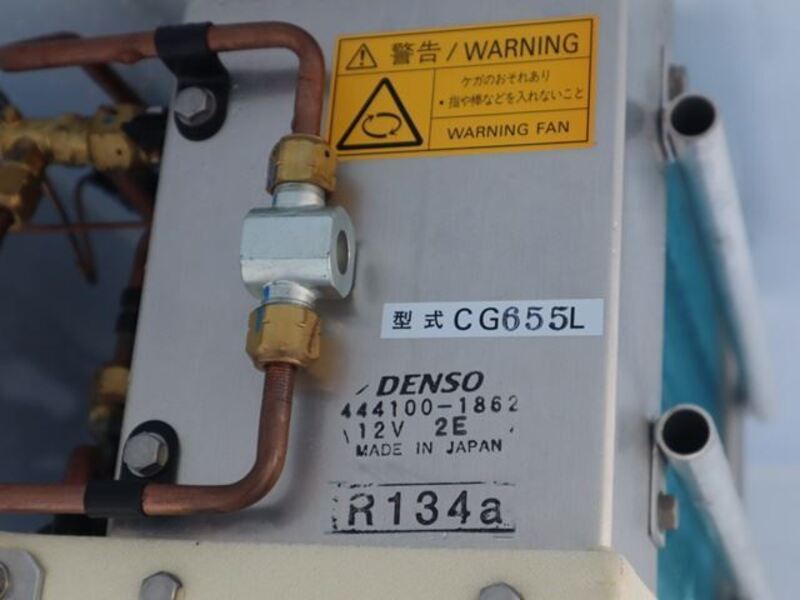 警告/WARNING
ケガのおそれあり
・指や棒などを入れないこと
WARNING FAN
型式 CG655L
DENSO
444100-1862
12V 2E
MADE IN JAPAN
R134a